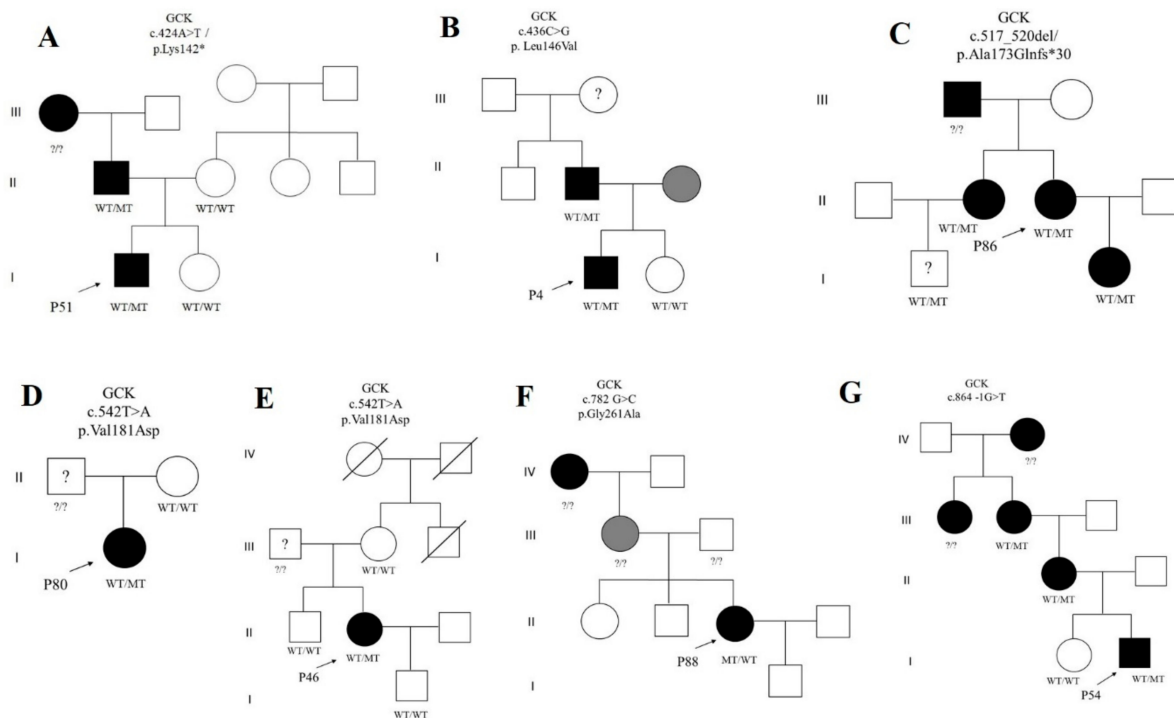 A
GCK
c.424A>T /
p.Lys142*
III
?/?
II
WT/MT
WT/WT
I
P51
WT/MT
WT/WT
B
GCK
c.436C>G
p. Leu146Val
III
?
II
WT/MT
I
P4
WT/MT
WT/WT
C
GCK
c.517_520del/
p.Ala173Glnfs*30
III
?/?
II
WT/MT
P86
WT/MT
I
?
WT/MT
WT/MT
D
GCK
c.542T>A
p.Val181Asp
II
?
?/?
WT/WT
I
P80
WT/MT
E
GCK
c.542T>A
p.Val181Asp
IV
III
?
?/?
WT/WT
II
WT/WT
P46
WT/MT
I
WT/WT
F
GCK
c.782 G>C
p.Gly261Ala
IV
?/?
III
?/?
?/?
II
P88
MT/WT
I
G
GCK
c.864 -1G>T
IV
?/?
III
?/?
WT/MT
II
WT/MT
I
WT/WT
P54
WT/MT